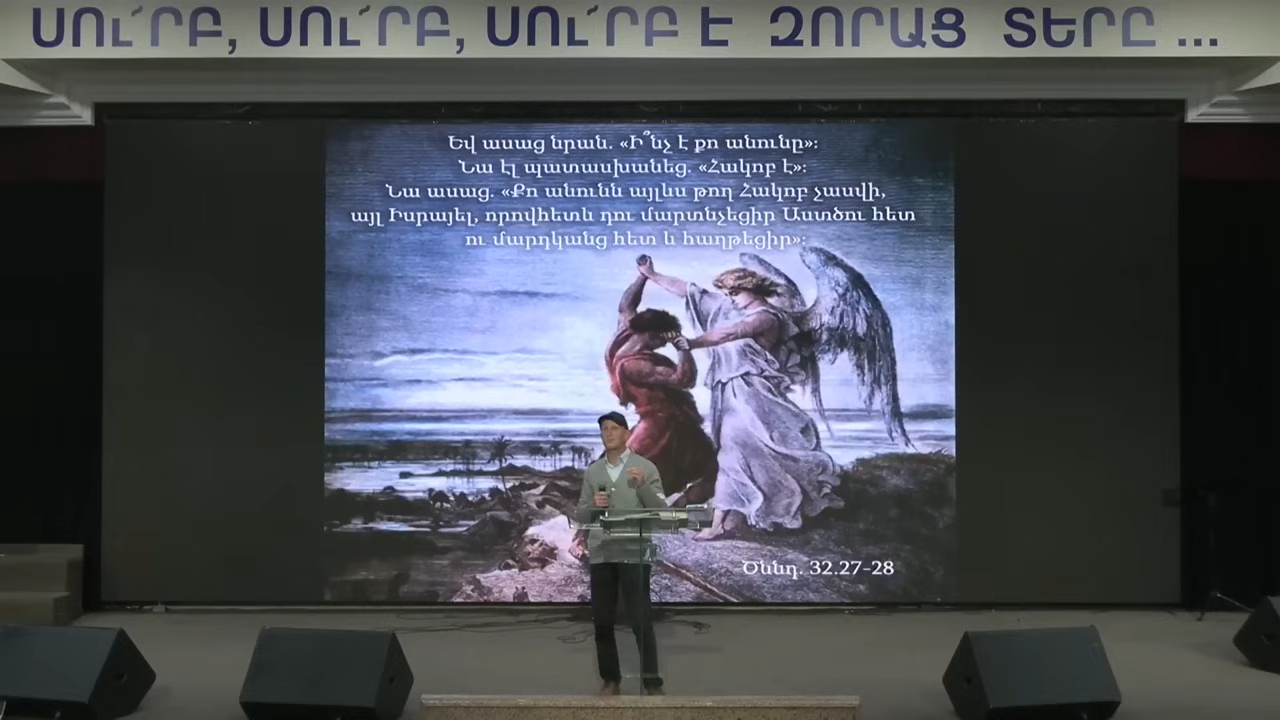 ՍՈւ՛ՐԲ, ՍՈւ՛ՐԲ, ՍՈւ՛ՐԲ Է ԶՈՐԱՑ ՏԵՐԸ ...
Եվ ասաց նրան. «Ի՞նչ է քո անունը»:
Նա էլ պատասխանեց. «Հակոբ է»:
Նա ասաց. «Քո անունն այլևս թող Հակոբ չասվի,
այլ Իսրայել, որովհետև դու մարտնչեցիր Աստծու հետ
ու մարդկանց հետ և հաղթեցիր»:
Ծննդ. 32.27-28